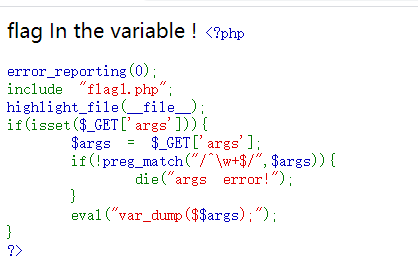 flag In the variable ! <?php
error_reporting(0);
include "flag1.php";
highlight_file(__file__);
if(isset($_GET['args'])){
$args = $_GET['args'];
if(!preg_match("/^\w+$/",$args)){
die("args error!");
}
eval("var_dump($$args);");
}
?>